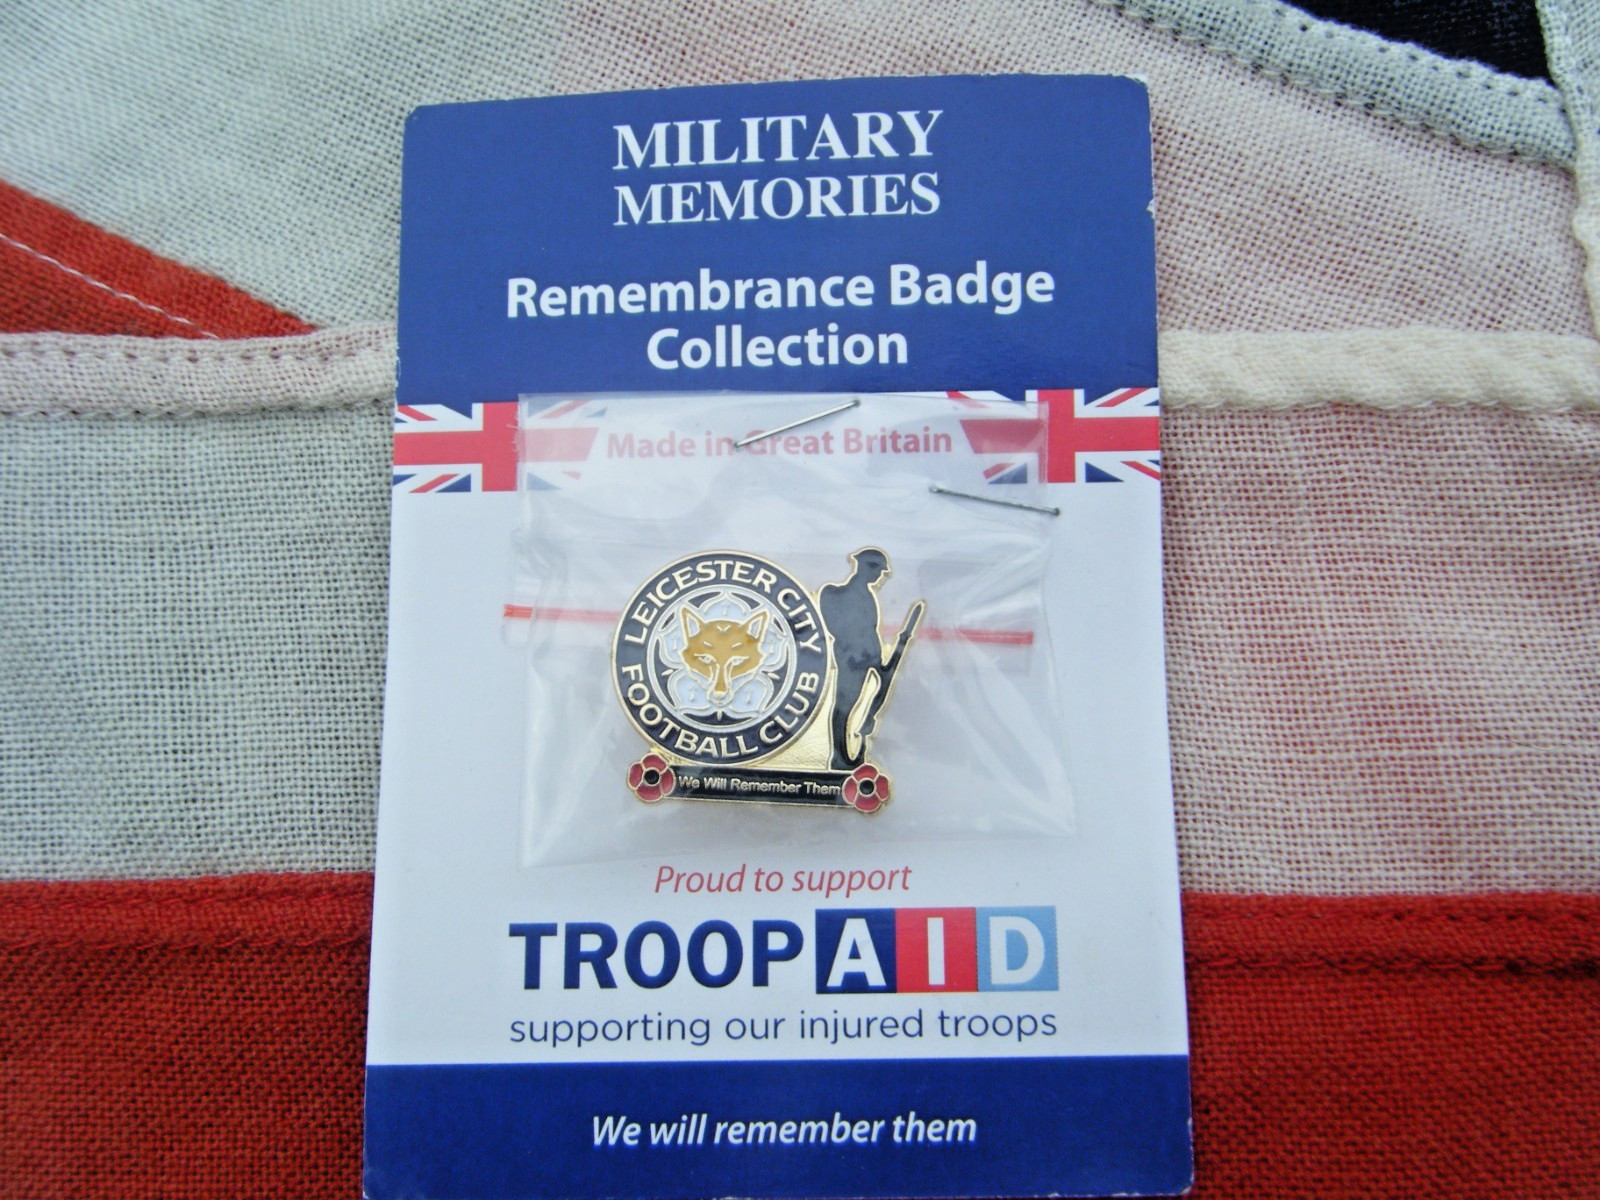 MILITARY
MEMORIES
Remembrance Badge
Collection
Made in Great Britain
LEICESTER CITY
FOOTBALL CLUB
We Will Remember Them
Proud to support
TROOPAID
supporting our injured troops
We will remember them